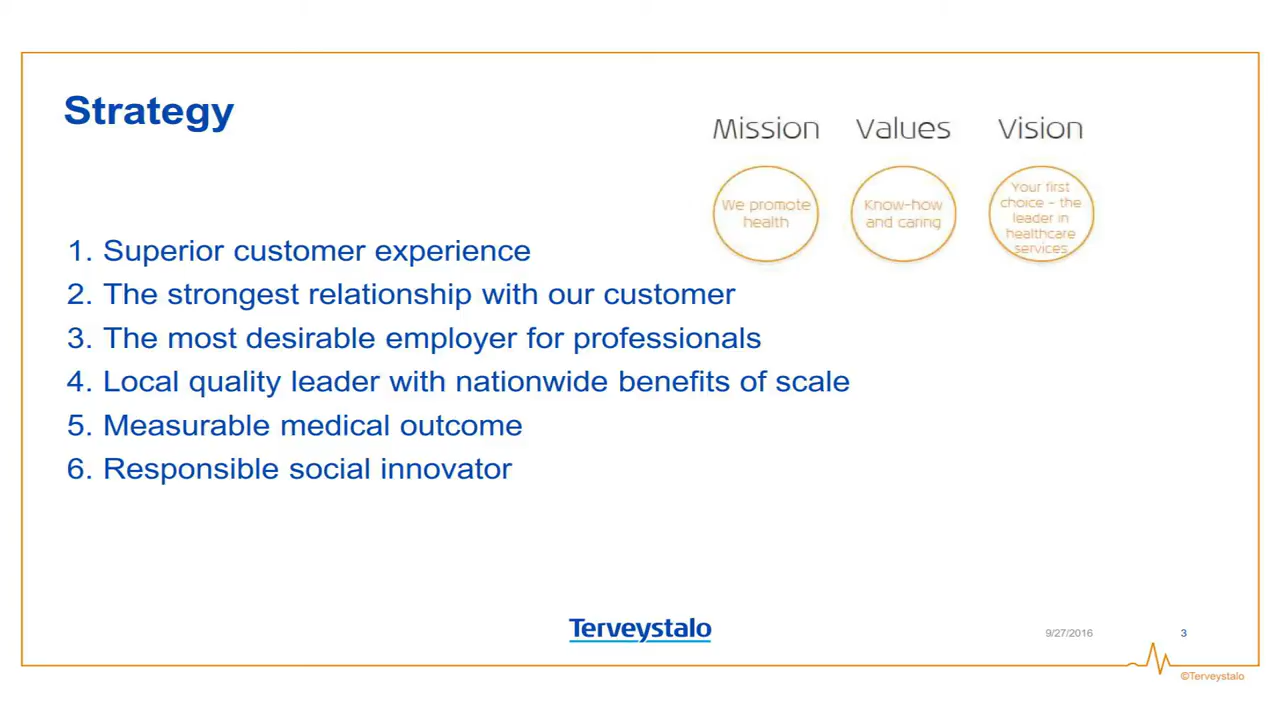 Strategy
Mission
Values
Vision
We promote
health
Know-how
and caring
Your first
choice - the
leader in
healthcare
services
1. Superior customer experience
2. The strongest relationship with our customer
3. The most desirable employer for professionals
4. Local quality leader with nationwide benefits of scale
5. Measurable medical outcome
6. Responsible social innovator
Terveystalo
9/27/2016
3
©Terveystalo